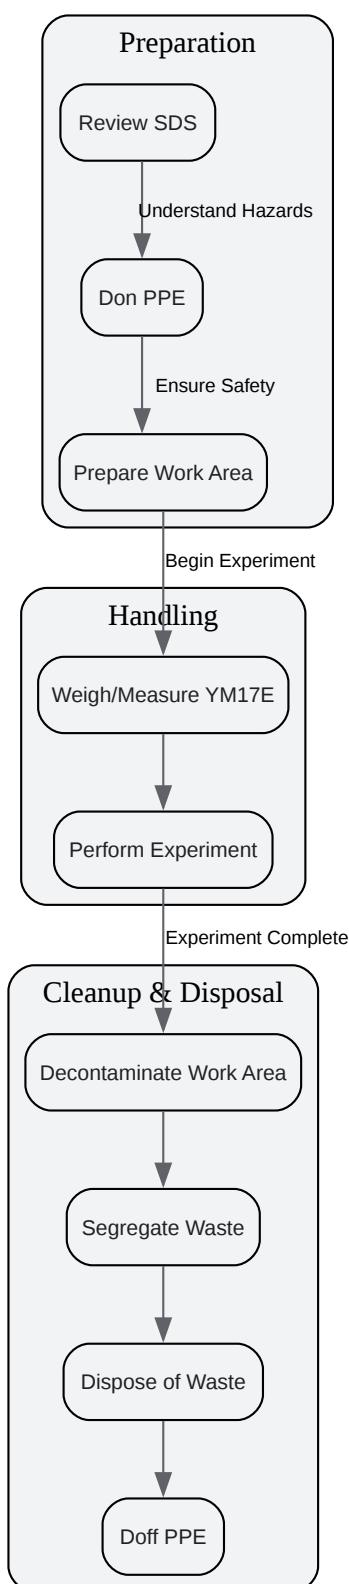 Preparation
Review SDS
Understand Hazards
Don PPE
Ensure Safety
Prepare Work Area
Begin Experiment
Handling
Weigh/Measure YM17E
Perform Experiment
Experiment Complete
Cleanup & Disposal
Decontaminate Work Area
Segregate Waste
Dispose of Waste
Doff PPE